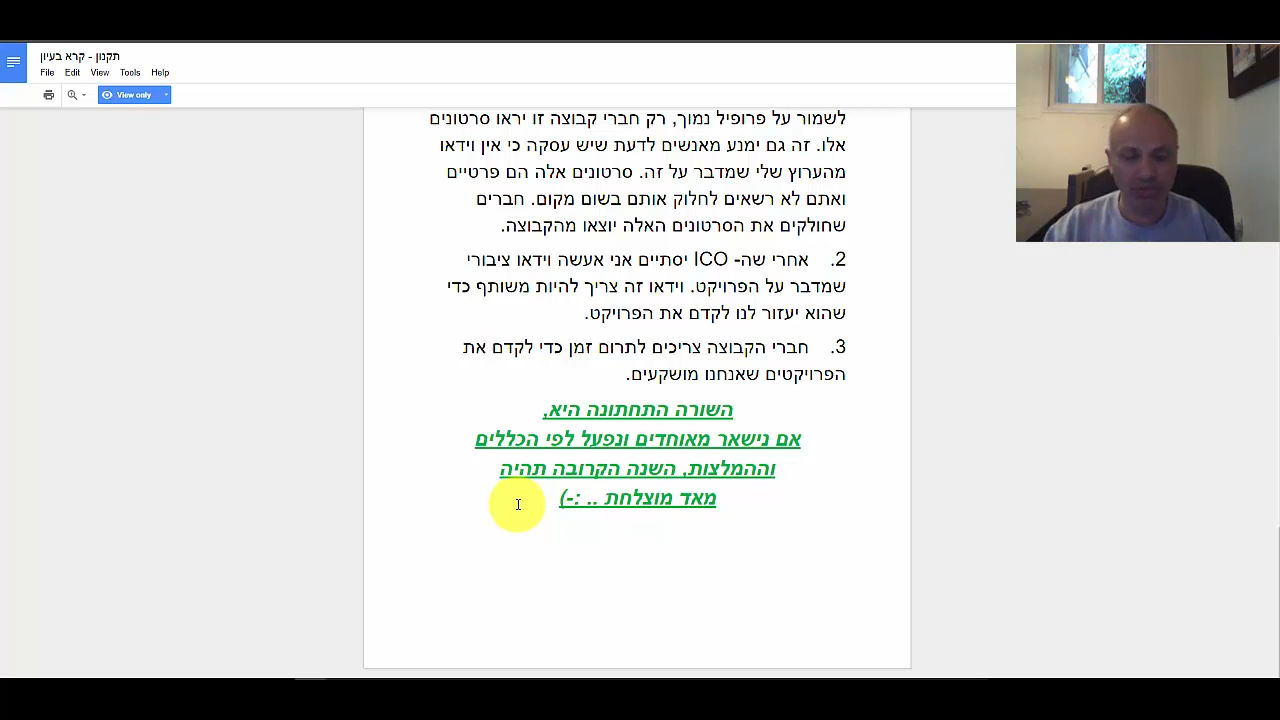 תקנון - קרא בעיון
File Edit View Tools Help
View only
לשמור על פרופיל נמוך, רק חברי קבוצה זו יראו סרטונים
אלו. זה גם ימנע מאנשים לדעת שיש עסקה כי אין וידאו
מהערוץ שלי שמדבר על זה. סרטונים אלה הם פרטיים
ואתם לא רשאים לחלוק אותם בשום מקום. חברים
שחולקים את הסרטונים האלה יוצאו מהקבוצה.
2. אחרי שה- ICO יסתיים אני אעשה וידאו ציבורי
שמדבר על הפרויקט. וידאו זה צריך להיות משותף כדי
שהוא יעזור לנו לקדם את הפרויקט.
3. חברי הקבוצה צריכים לתרום זמן כדי לקדם את
הפרויקטים שאנחנו מושקעים.
השורה התחתונה היא,
אם נישאר מאוחדים ונפעל לפי הכללים
וההמלצות, השנה הקרובה תהיה
מאד מוצלחת .. :-)